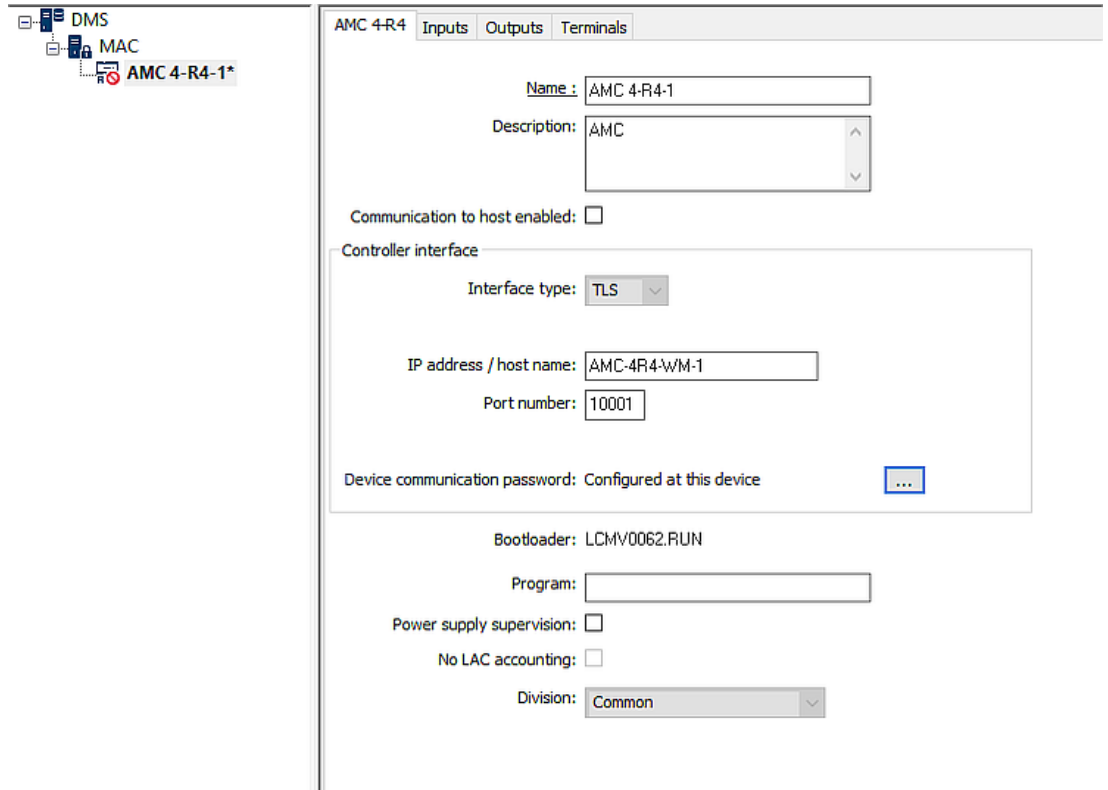 DMS
MAC
AMC 4-R4-1*
AMC 4-R4 Inputs Outputs Terminals
Name : AMC 4-R4-1
Description: AMC
Communication to host enabled:
Controller interface
Interface type: TLS
IP address / host name: AMC-4R4-WM-1
Port number: 10001
Device communication password: Configured at this device ...
Bootloader: LCMV0062.RUN
Program:
Power supply supervision:
No LAC accounting:
Division: Common